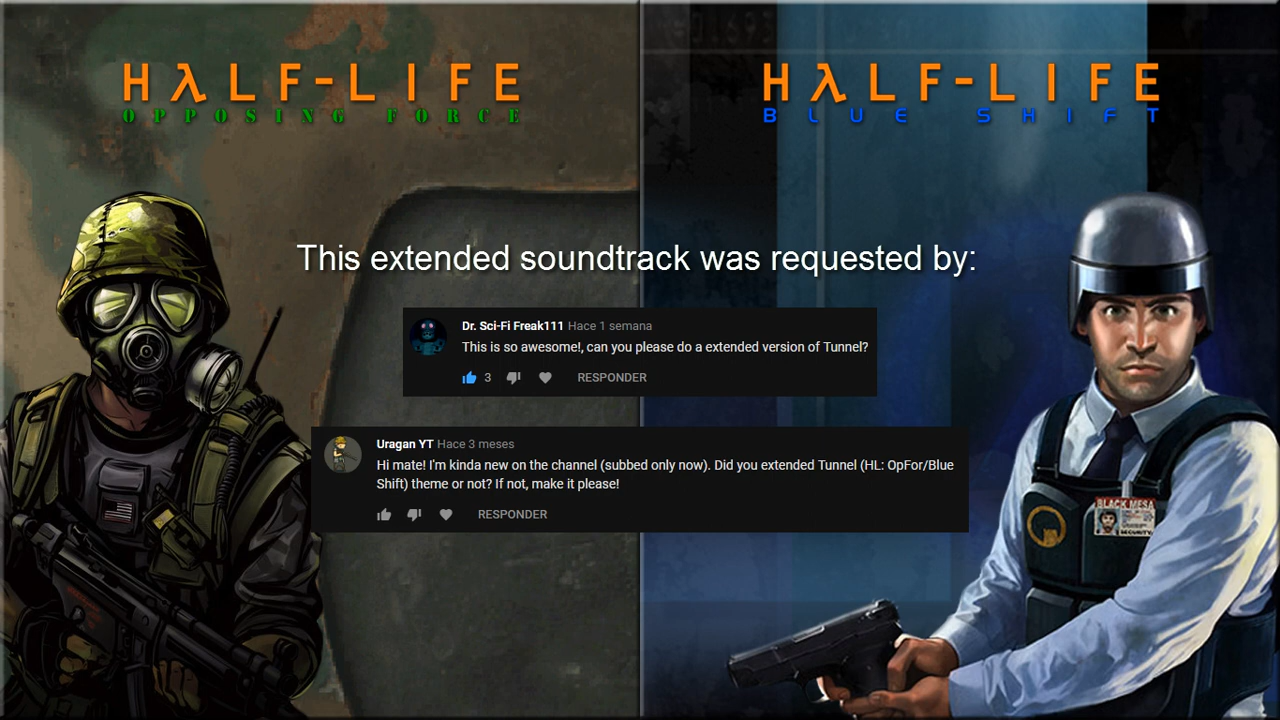 HλLF-LIFE
OPPOSING FORCE
HλLF-LIFE
BLUE SHIFT
This extended soundtrack was requested by:
Dr. Sci-Fi Freak111 Hace 1 semana
This is so awesome!, can you please do a extended version of Tunnel?
3 RESPONDER
Uragan YT Hace 3 meses
Hi mate! I'm kinda new on the channel (subbed only now). Did you extended Tunnel (HL: OpFor/Blue
Shift) theme or not? If not, make it please!
RESPONDER
BLACK MESA
SECURITY